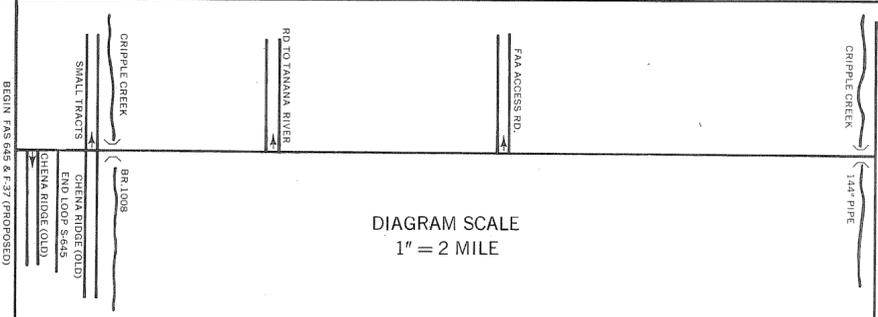 BEGIN FAS 645 & F-37 (PROPOSED)
SMALL TRACTS
CRIPPLE CREEK
RD TO TANANA RIVER
FAA ACCESS RD.
CRIPPLE CREEK
CHENA RIDGE (OLD)
CHENA RIDGE (OLD)
END LOOP S-645
BR.1008
144" PIPE
DIAGRAM SCALE
1" = 2 MILE